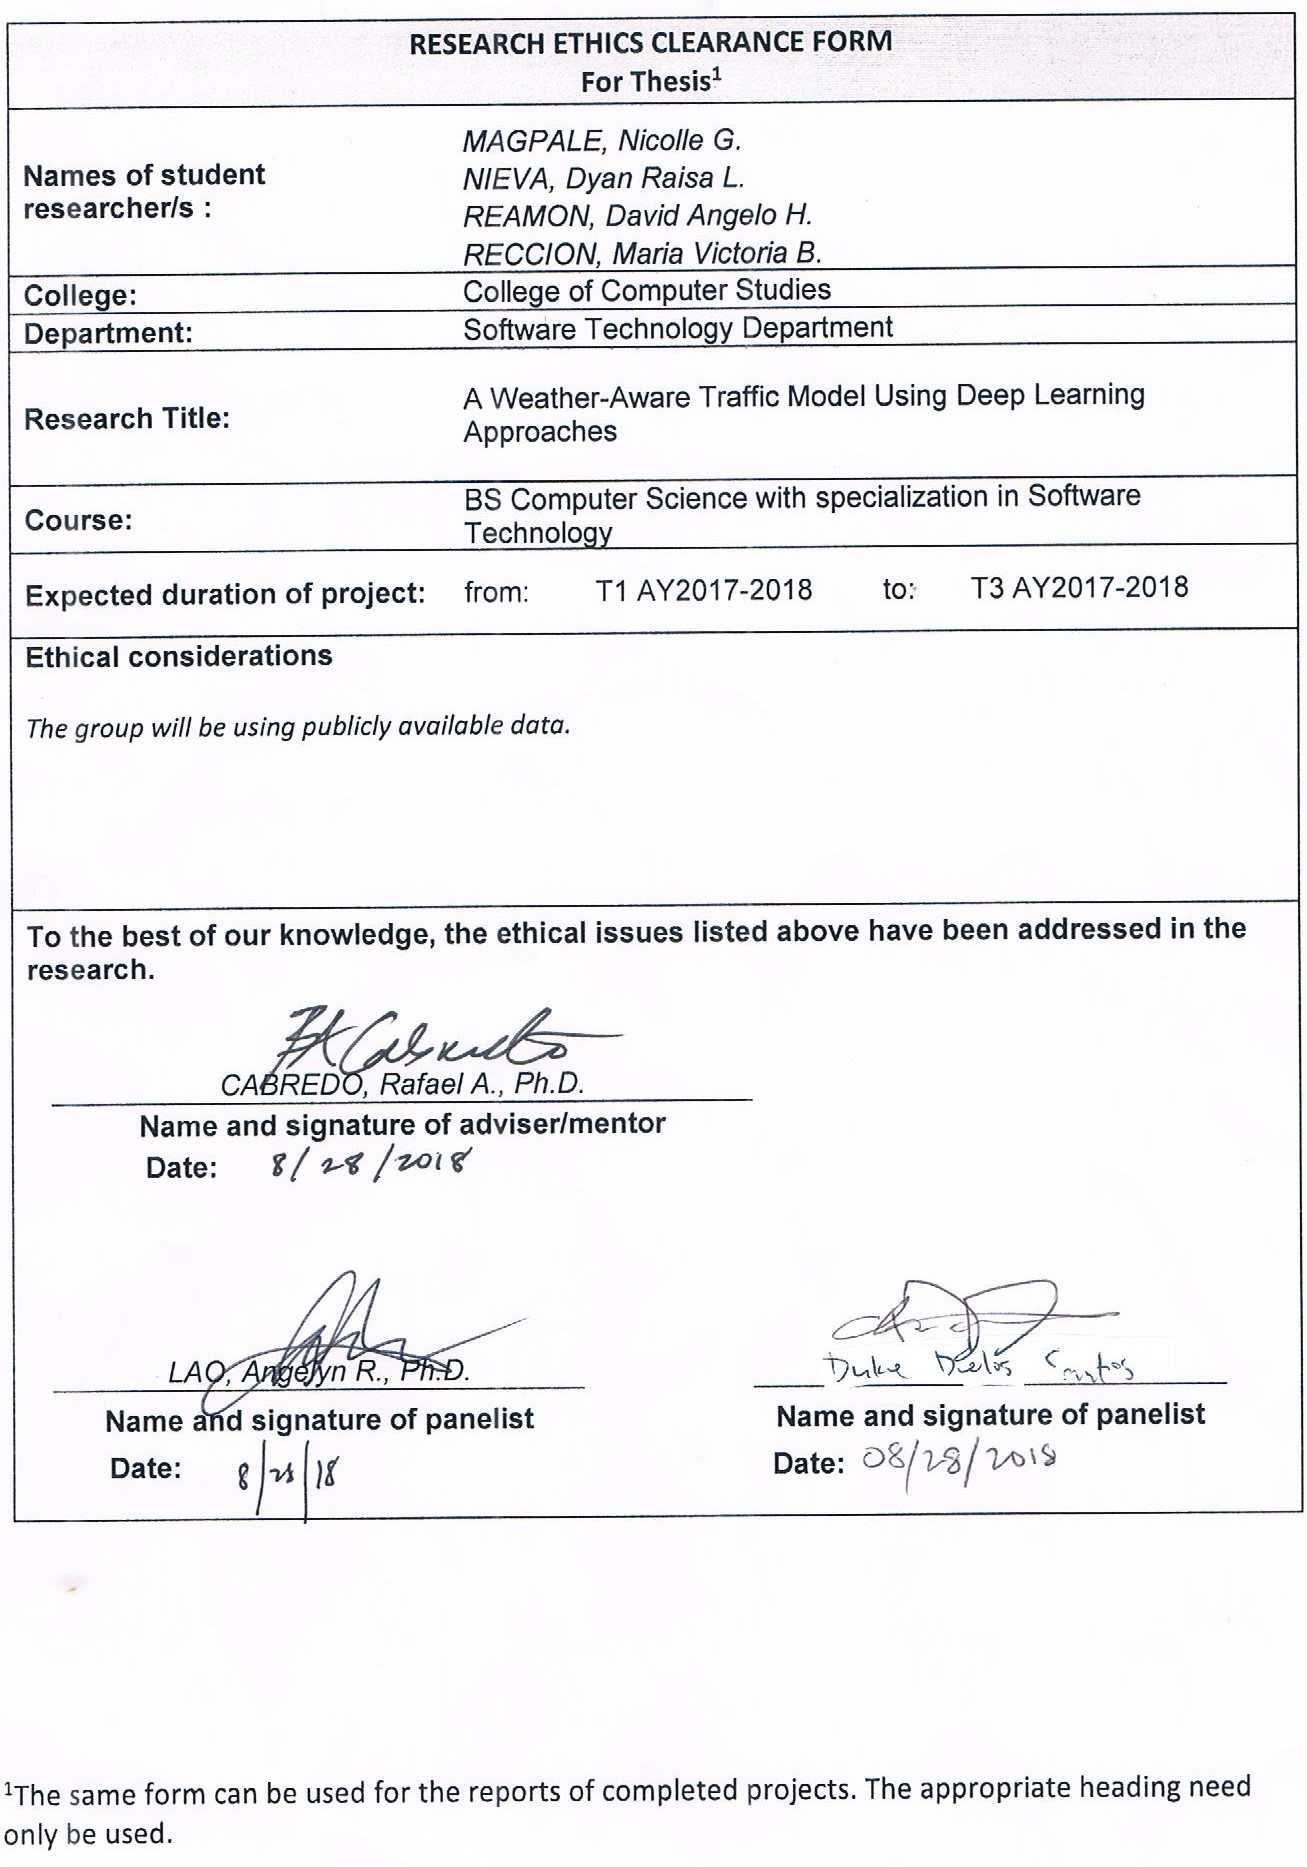 RESEARCH ETHICS CLEARANCE FORM
For Thesis¹
Names of student
researcher/s :
MAGPALE, Nicolle G.
NIEVA, Dyan Raisa L.
REAMON, David Angelo H.
RECCION, Maria Victoria B.
College: College of Computer Studies
Department: Software Technology Department
Research Title: A Weather-Aware Traffic Model Using Deep Learning
Approaches
Course: BS Computer Science with specialization in Software
Technology
Expected duration of project: from: T1 AY2017-2018 to: T3 AY2017-2018
Ethical considerations
The group will be using publicly available data.
To the best of our knowledge, the ethical issues listed above have been addressed in the
research.
CABREDO, Rafael A., Ph.D.
Name and signature of adviser/mentor
Date: 8/28/2018
LAO, Angelyn R., Ph.D.
Name and signature of panelist
Date: 8/28/18
Duke Delos Santos
Name and signature of panelist
Date: 08/28/2018
¹The same form can be used for the reports of completed projects. The appropriate heading need
only be used.